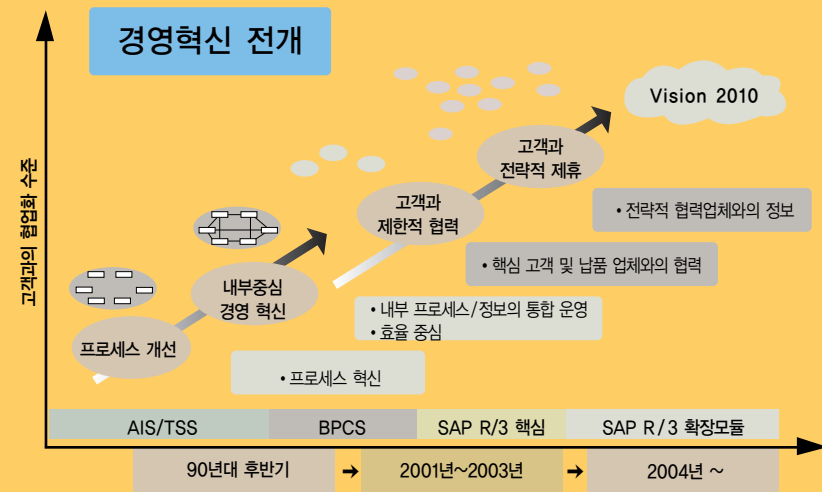 경영혁신 전개
Vision 2010
고객과의 협업화 수준
고객과
전략적 제휴
고객과
제한적 협력
• 전략적 협력업체와의 정보
• 핵심 고객 및 납품 업체와의 협력
내부중심
경영 혁신
• 내부 프로세스/정보의 통합 운영
• 효율 중심
프로세스 개선
• 프로세스 혁신
AIS/TSS
BPCS
SAP R/3 핵심
SAP R/3 확장모듈
90년대 후반기
2001년~2003년
2004년 ~